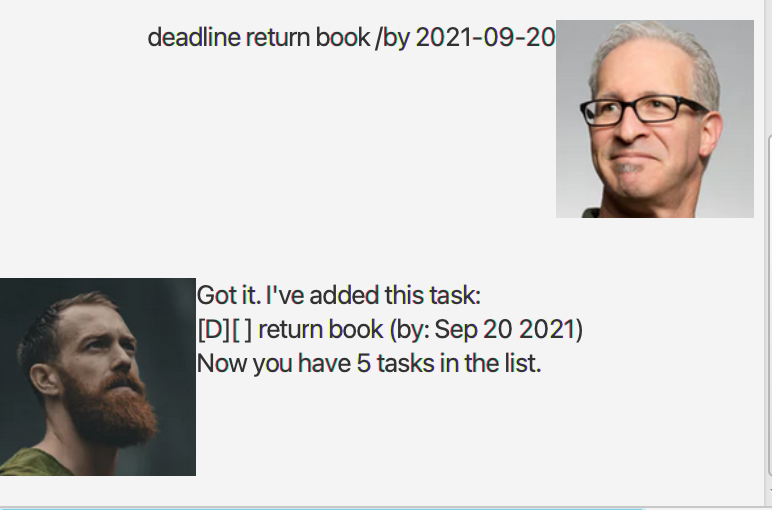 deadline return book /by 2021-09-20
Got it. I've added this task:
[D][ ] return book (by: Sep 20 2021)
Now you have 5 tasks in the list.